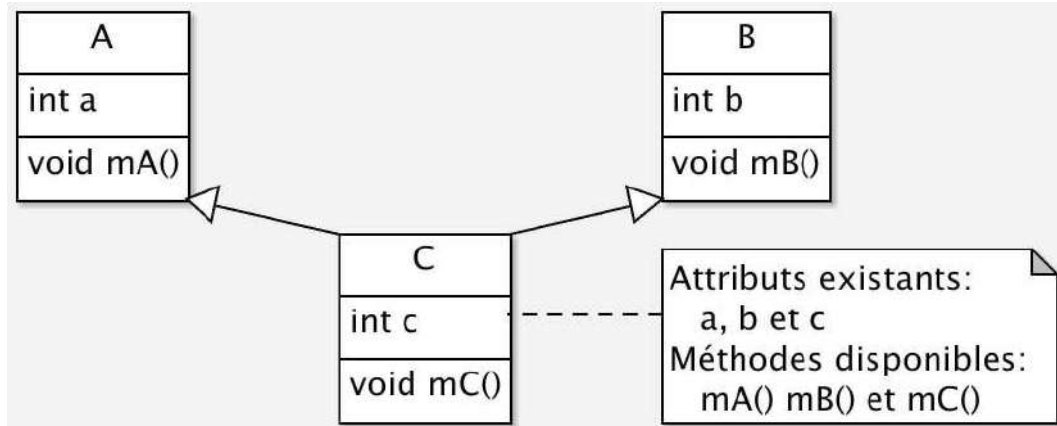 A
int a
void mA()
B
int b
void mB()
C
int c
void mC()
Attributs existants:
a, b et c
Méthodes disponibles:
mA() mB() et mC()